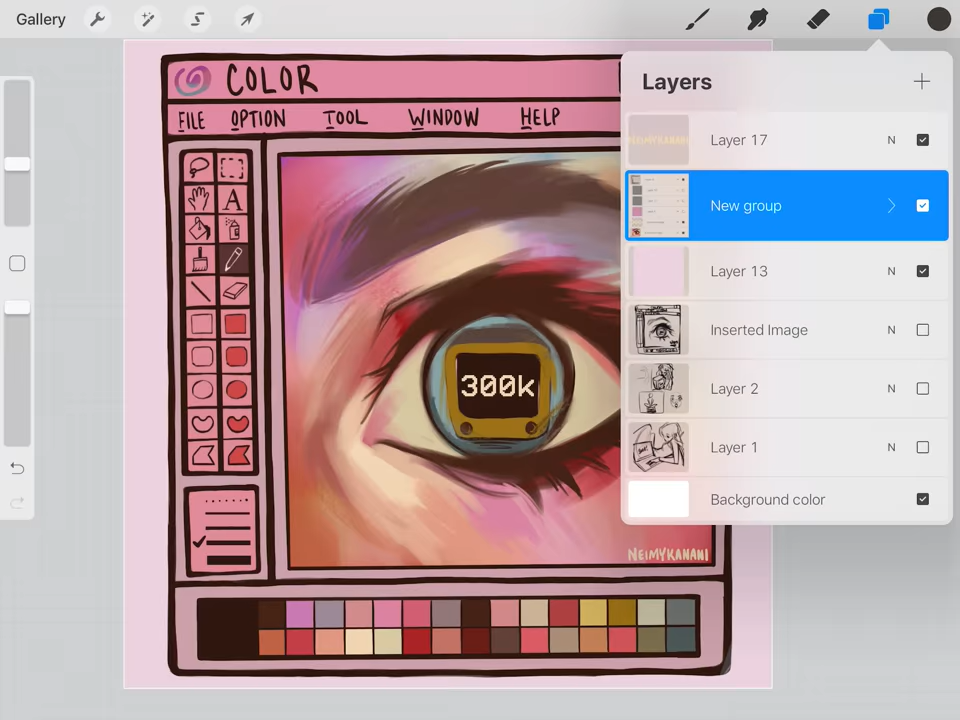 Gallery
Layers
COLOR
FILE OPTION TOOL WINDOW HELP
A
300k
NEIMYKANANI
NEIMYKANANI
Layer 17 N
New group
Layer 13 N
Inserted Image N
Layer 2 N
Layer 1 N
Background color